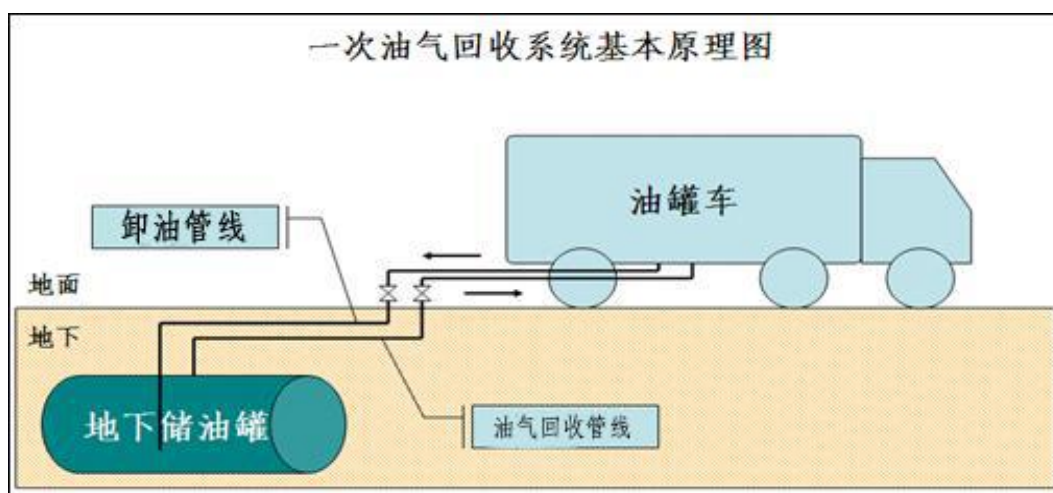 一次油气回收系统基本原理图
油罐车
卸油管线
地面
地下
地下储油罐
油气回收管线